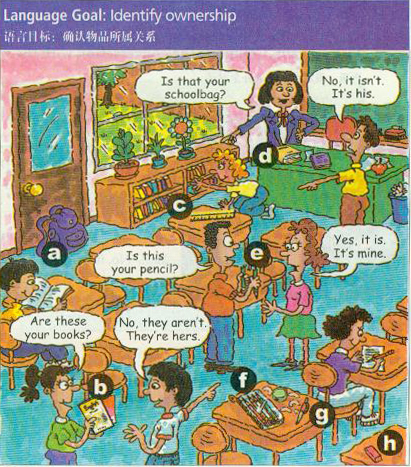 Language Goal: Identify ownership
语言目标：确认物品所属关系
Is that your
schoolbag?
No, it isn't.
It's his.
d
c
a
Is this
your pencil?
e
Yes, it is.
It's mine.
Are these
your books?
No, they aren't.
They're hers.
b
f
g
h